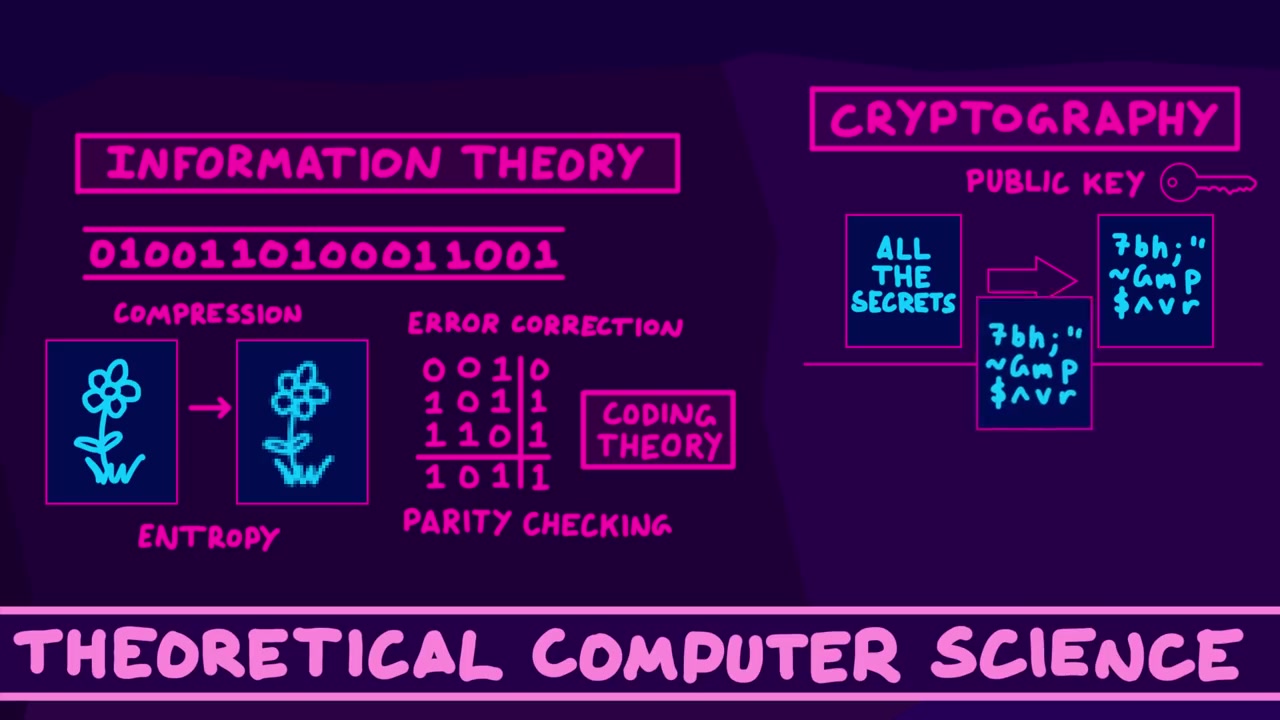 INFORMATION THEORY
0100110100011001
COMPRESSION
ENTROPY
ERROR CORRECTION
0 0 1 0
1 0 1 1
1 1 0 1
1 0 1 1
PARITY CHECKING
CODING
THEORY
CRYPTOGRAPHY
PUBLIC KEY
ALL
THE
SECRETS
7bh;"
~Gmp
$^vr
7bh;"
~Gmp
$^vr
THEORETICAL COMPUTER SCIENCE